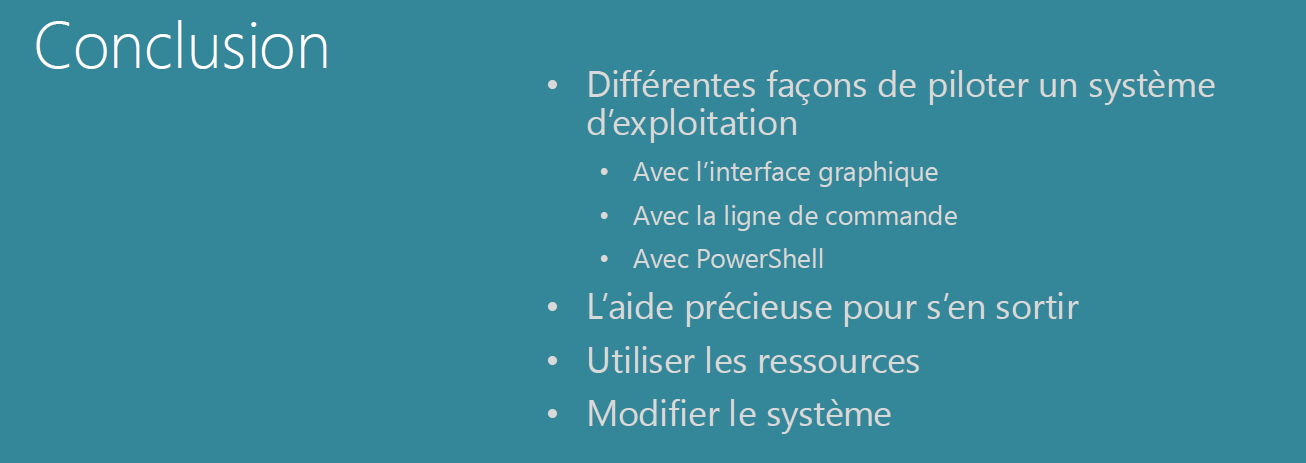 Conclusion
• Différentes façons de piloter un système
d’exploitation
• Avec l’interface graphique
• Avec la ligne de commande
• Avec PowerShell
• L’aide précieuse pour s’en sortir
• Utiliser les ressources
• Modifier le système